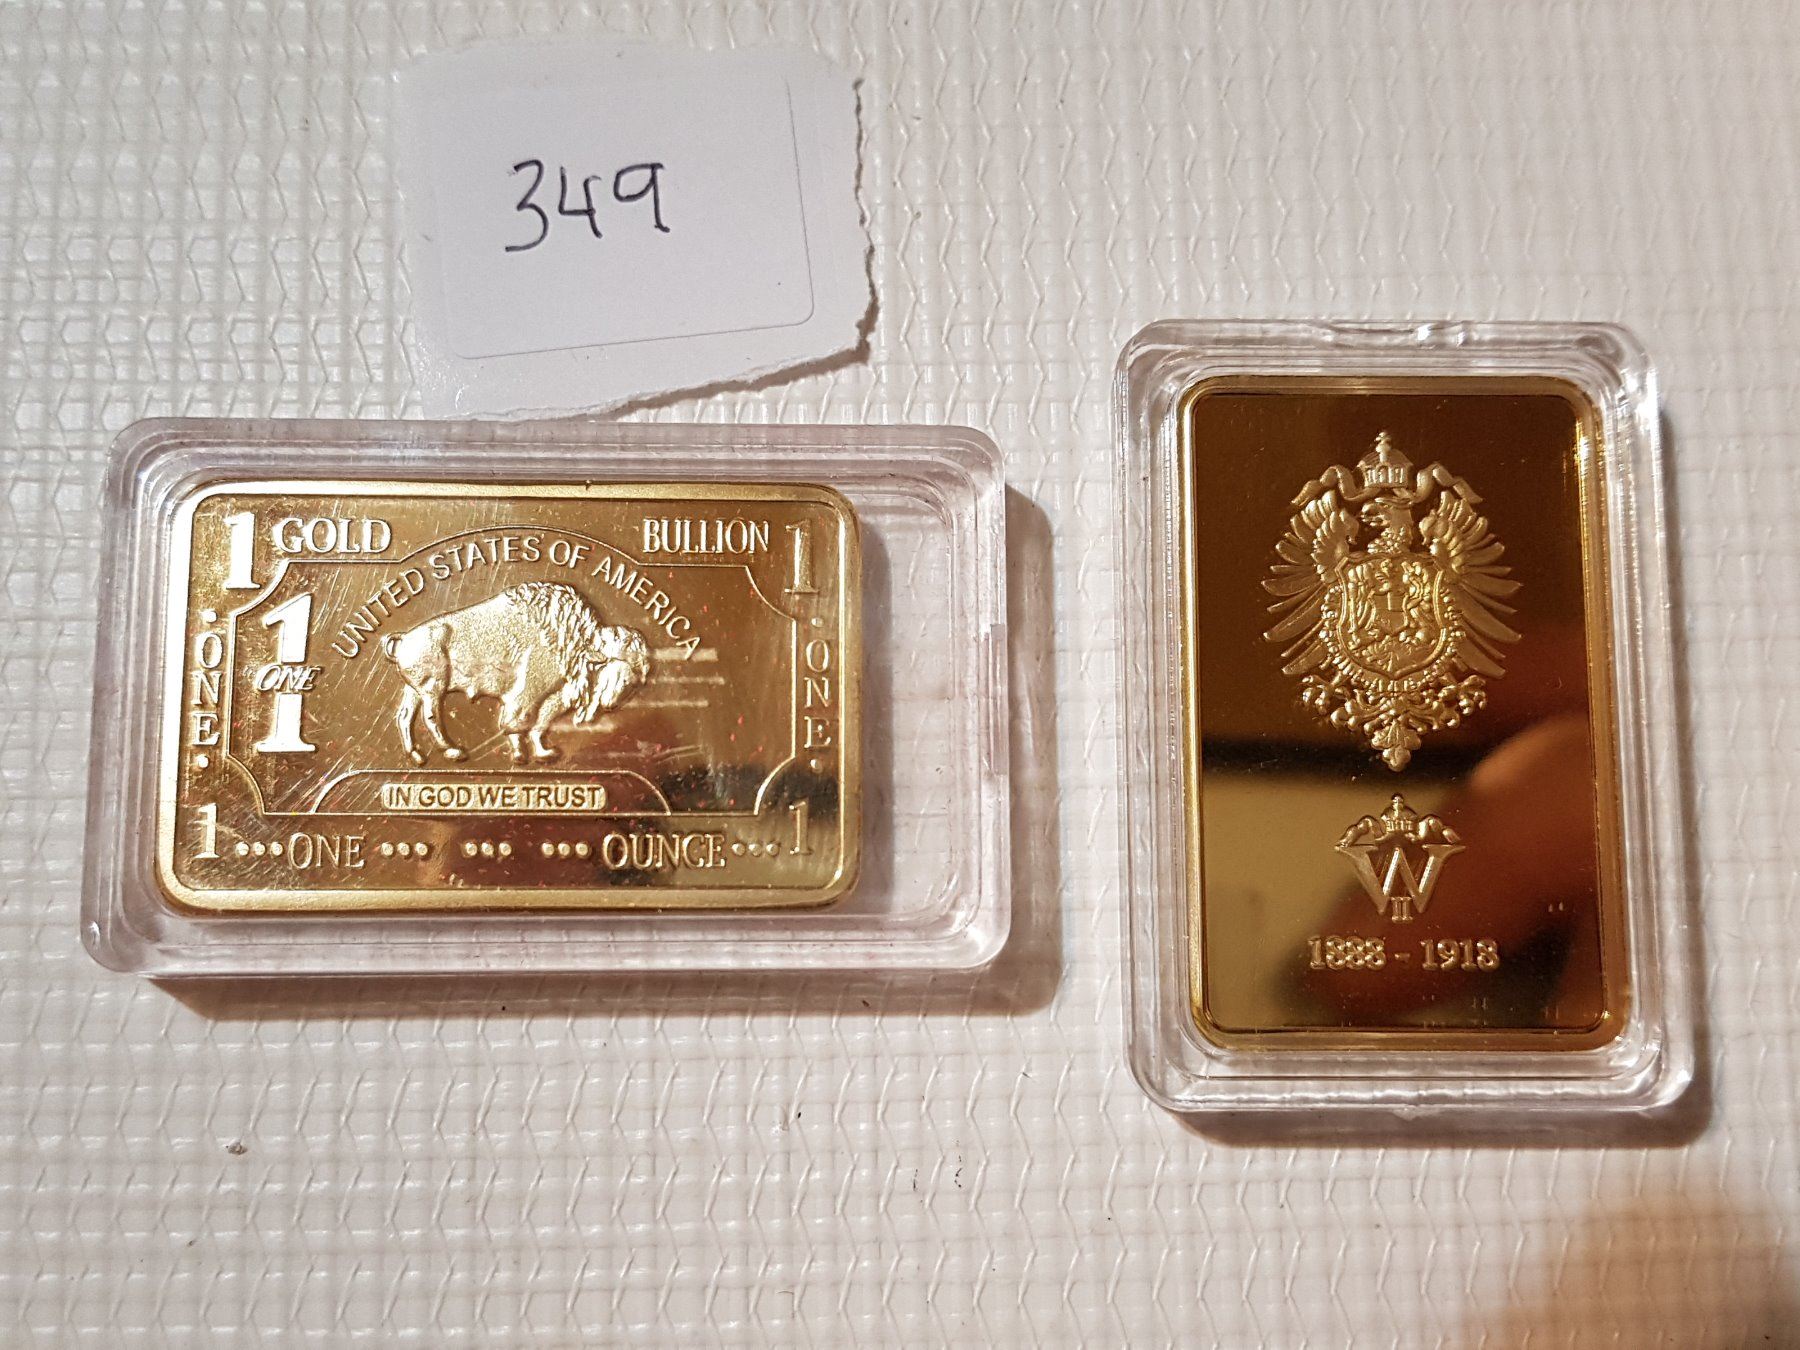 349
1 GOLD BULLION 1
UNITED STATES OF AMERICA
·ONE·
1
ONE
·ONE·
IN GOD WE TRUST
1 •••ONE ••• ••• •••OUNCE••• 1
W
II
1888 - 1918